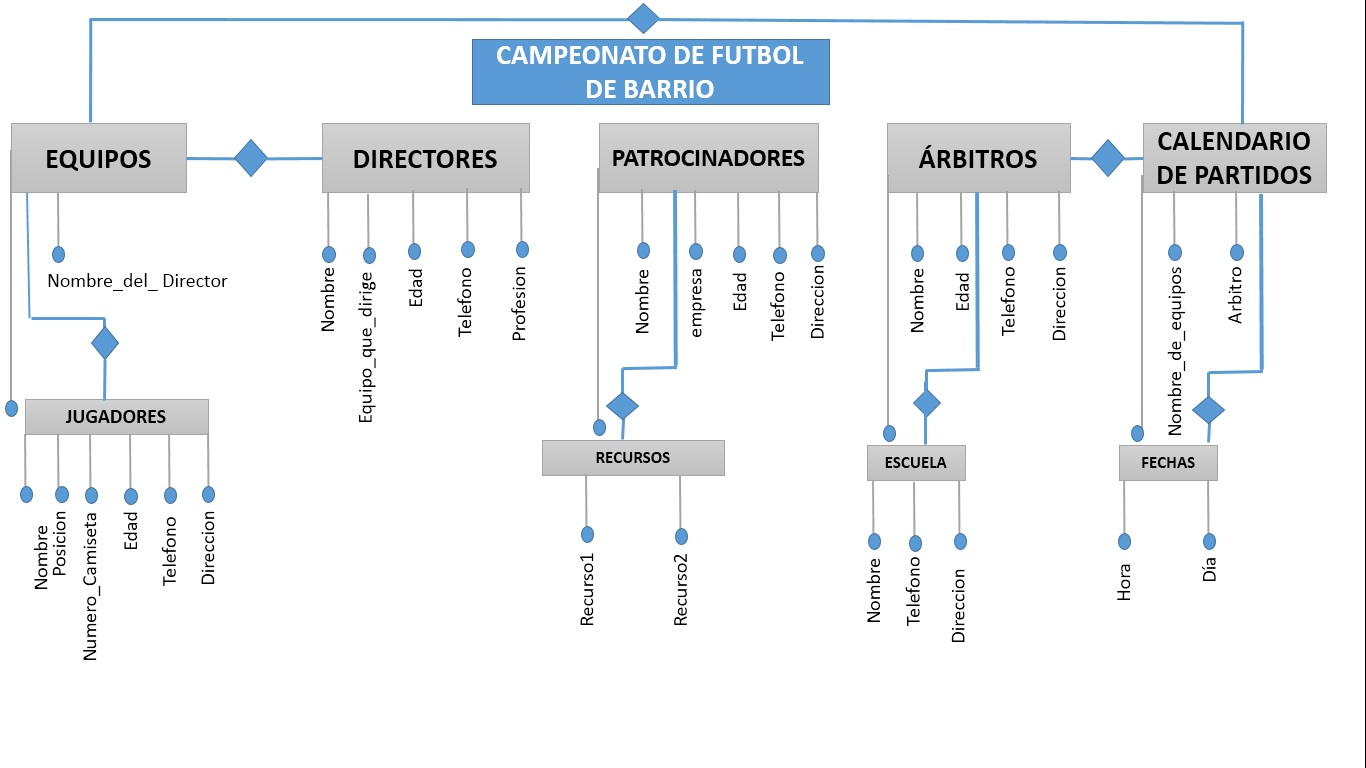 CAMPEONATO DE FUTBOL
DE BARRIO
EQUIPOS
DIRECTORES
PATROCINADORES
ÁRBITROS
CALENDARIO
DE PARTIDOS
Nombre_del_ Director
Nombre
Equipo_que_dirige
Edad
Telefono
Profesion
Nombre
empresa
Edad
Telefono
Direccion
Nombre
Edad
Telefono
Direccion
Nombre_de_equipos
Arbitro
JUGADORES
RECURSOS
ESCUELA
FECHAS
Nombre
Posicion
Numero_Camiseta
Edad
Telefono
Direccion
Recurso1
Recurso2
Nombre
Telefono
Direccion
Hora
Día